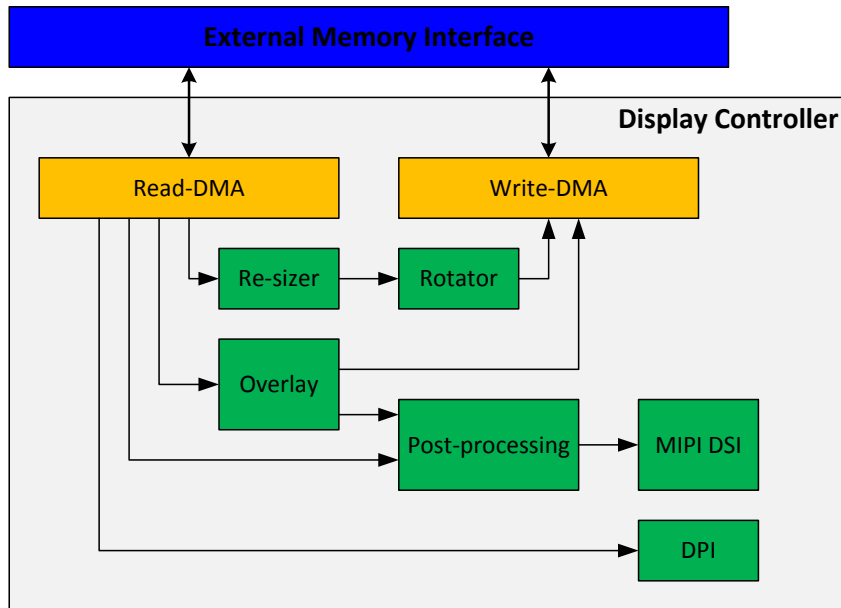 External Memory Interface
Display Controller
Read-DMA
Write-DMA
Re-sizer
Rotator
Overlay
Post-processing
MIPI DSI
DPI